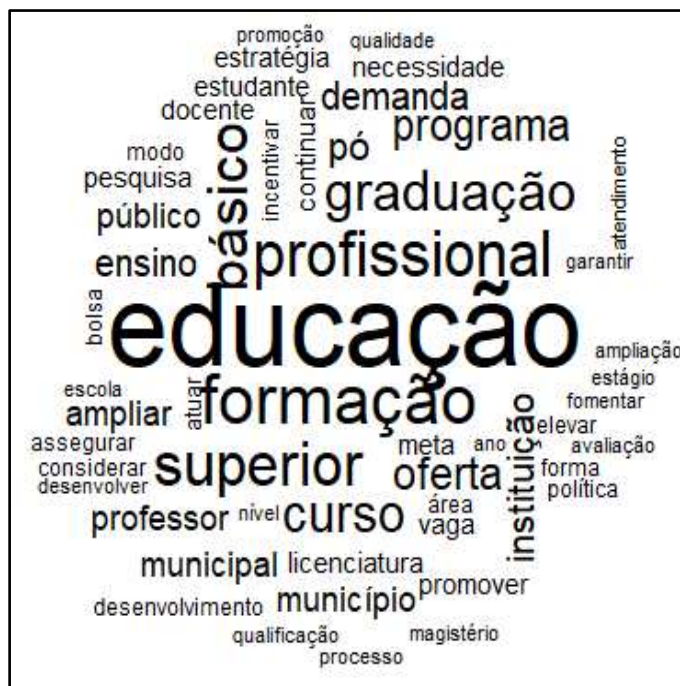 promoção
qualidade
estratégia
necessidade
estudante
demanda
docente
programa
básico
incentivar
continuar
pó
atendimento
modo
pesquisa
graduação
público
profissional
ensino
garantir
bolsa
educação
ampliação
escola
atuar
formação
estágio
fomentar
ampliar
instituição
elevar
assegurar
superior
meta
ano
avaliação
considerar
oferta
forma
desenvolver
política
professor
nível
curso
área
vaga
municipal
licenciatura
promover
desenvolvimento
município
qualificação
magistério
processo